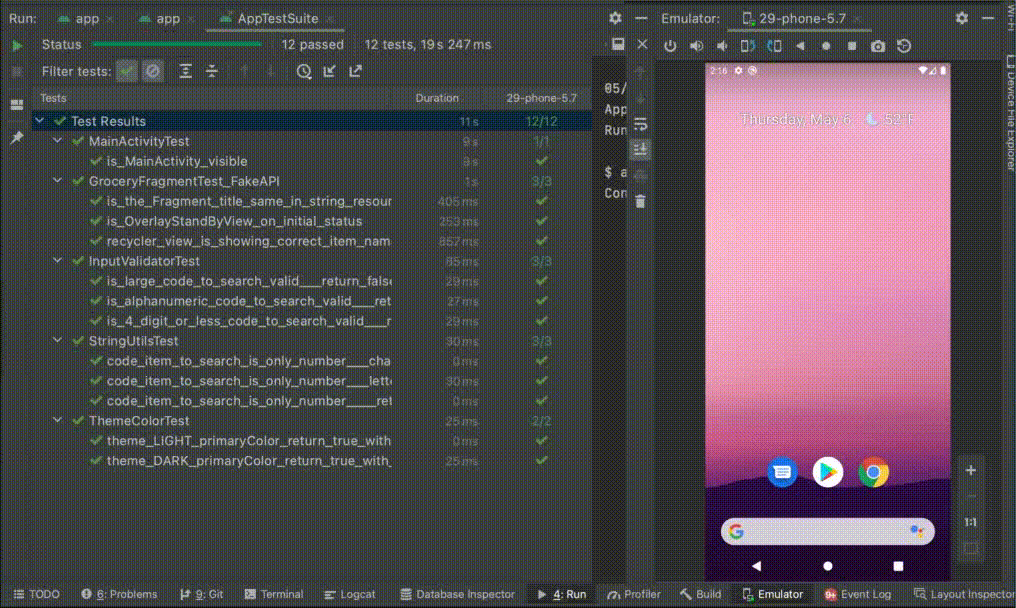 Run: app × app × AppTestSuite ×
Status 12 passed 12 tests, 19 s 247 ms
Filter tests:
Tests Duration 29-phone-5.7
Test Results 11 s 12/12
MainActivityTest 9 s 1/1
is_MainActivity_visible 9 s
GroceryFragmentTest_FakeAPI 1 s 3/3
is_the_Fragment_title_same_in_string_resour 405 ms
is_OverlayStandByView_on_initial_status 253 ms
recycler_view_is_showing_correct_item_nam 857 ms
InputValidatorTest 85 ms 3/3
is_large_code_to_search_valid___return_false 29 ms
is_alphanumeric_code_to_search_valid___ret 27 ms
is_4_digit_or_less_code_to_search_valid___r 29 ms
StringUtilsTest 30 ms 3/3
code_item_to_search_is_only_number___cha 0 ms
code_item_to_search_is_only_number___lette 30 ms
code_item_to_search_is_only_number____ret 0 ms
ThemeColorTest 25 ms 2/2
theme_LIGHT_primaryColor_return_true_with 0 ms
theme_DARK_primaryColor_return_true_with_ 25 ms
05/
App
Run
$ a
Con
Emulator: 29-phone-5.7 ×
2:16
Thursday, May 6 52°F
1:1
Wi-Fi
Device File Explorer
TODO 6: Problems 9: Git Terminal Logcat Database Inspector 4: Run Profiler Build Emulator 9+ Event Log Layout Inspector